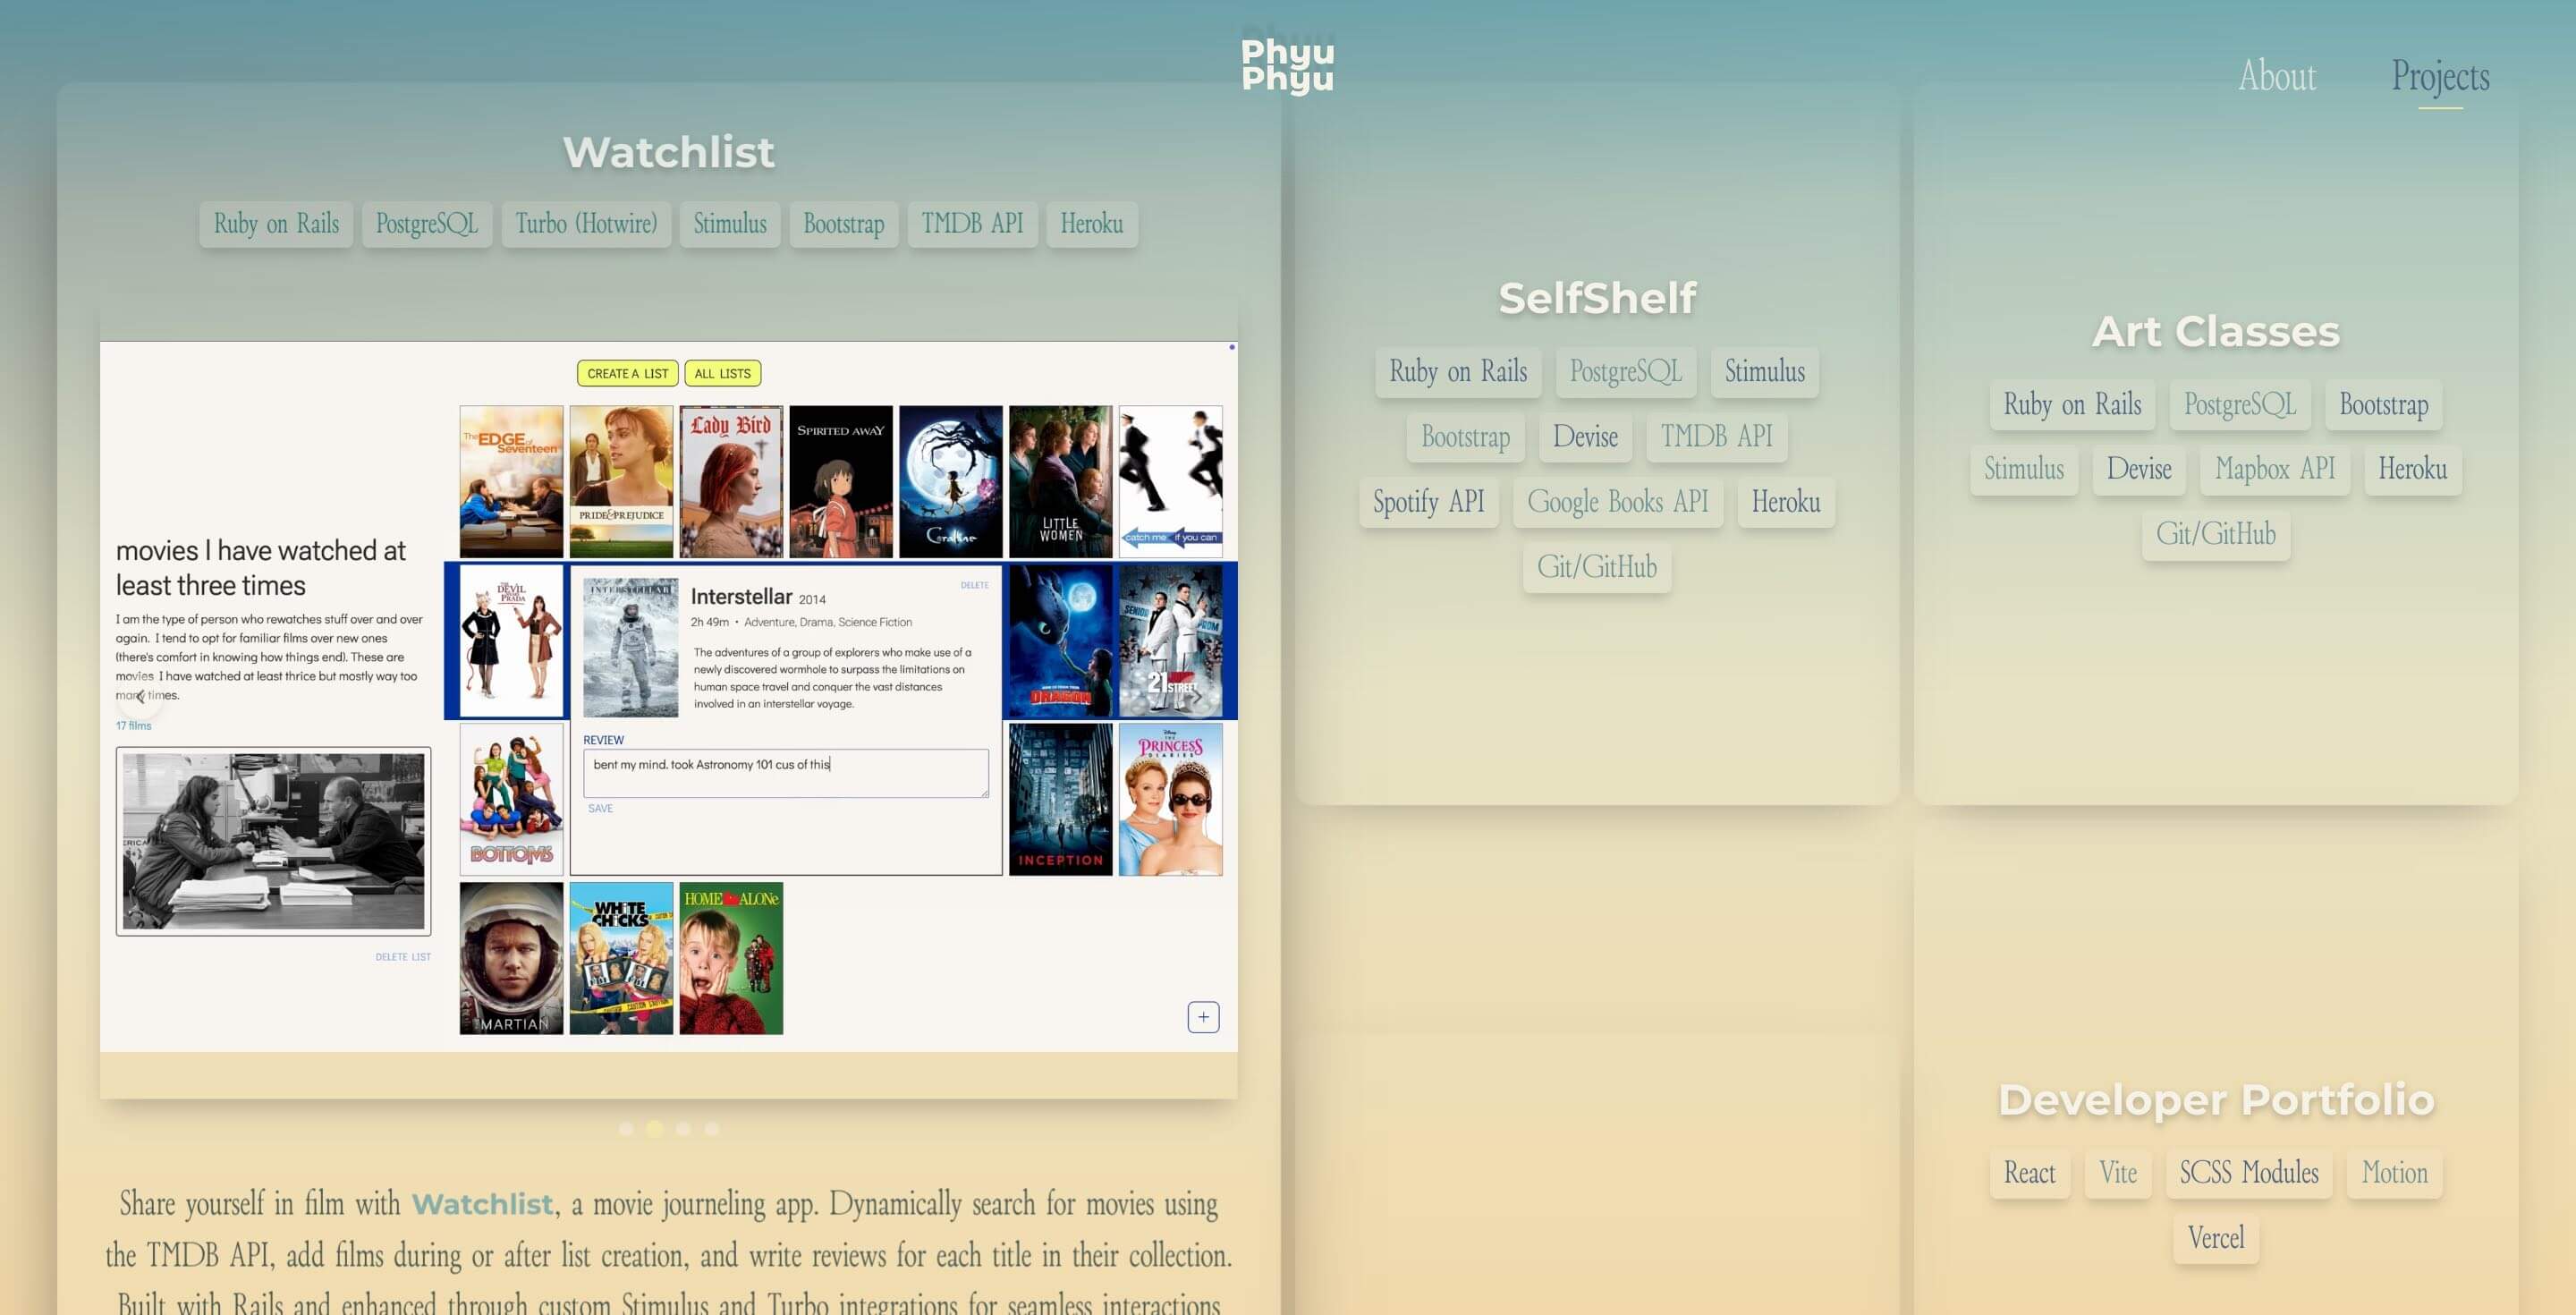 Phyu
Phyu
About
Projects
Watchlist
Ruby on Rails
PostgreSQL
Turbo (Hotwire)
Stimulus
Bootstrap
TMDB API
Heroku
CREATE A LIST
ALL LISTS
movies I have watched at
least three times
I am the type of person who rewatches stuff over and over
again. I tend to opt for familiar films over new ones
(there's comfort in knowing how things end). These are
movies I have watched at least thrice but mostly way too
many times.
17 films
DELETE LIST
The EDGE of
Seventeen
PRIDE & PREJUDICE
Lady Bird
SPIRITED AWAY
Coraline
LITTLE
WOMEN
catch me if you can
THE
DEVIL
WEARS
PRADA
INTERSTELLAR
Interstellar 2014
DELETE
2h 49m • Adventure, Drama, Science Fiction
The adventures of a group of explorers who make use of a
newly discovered wormhole to surpass the limitations on
human space travel and conquer the vast distances
involved in an interstellar voyage.
REVIEW
bent my mind. took Astronomy 101 cus of this
SAVE
DRAGON
SENIOR PROM
21 JUMP
STREET
BOTTOMS
INCEPTION
Disney
THE
PRINCESS
DIARIES
MARTIAN
WHITE
CHICKS
HOME ALONe
+
Share yourself in film with Watchlist, a movie journeling app. Dynamically search for movies using
the TMDB API, add films during or after list creation, and write reviews for each title in their collection.
Built with Rails and enhanced through custom Stimulus and Turbo integrations for seamless interactions
SelfShelf
Ruby on Rails
PostgreSQL
Stimulus
Bootstrap
Devise
TMDB API
Spotify API
Google Books API
Heroku
Git/GitHub
Art Classes
Ruby on Rails
PostgreSQL
Bootstrap
Stimulus
Devise
Mapbox API
Heroku
Git/GitHub
Developer Portfolio
React
Vite
SCSS Modules
Motion
Vercel